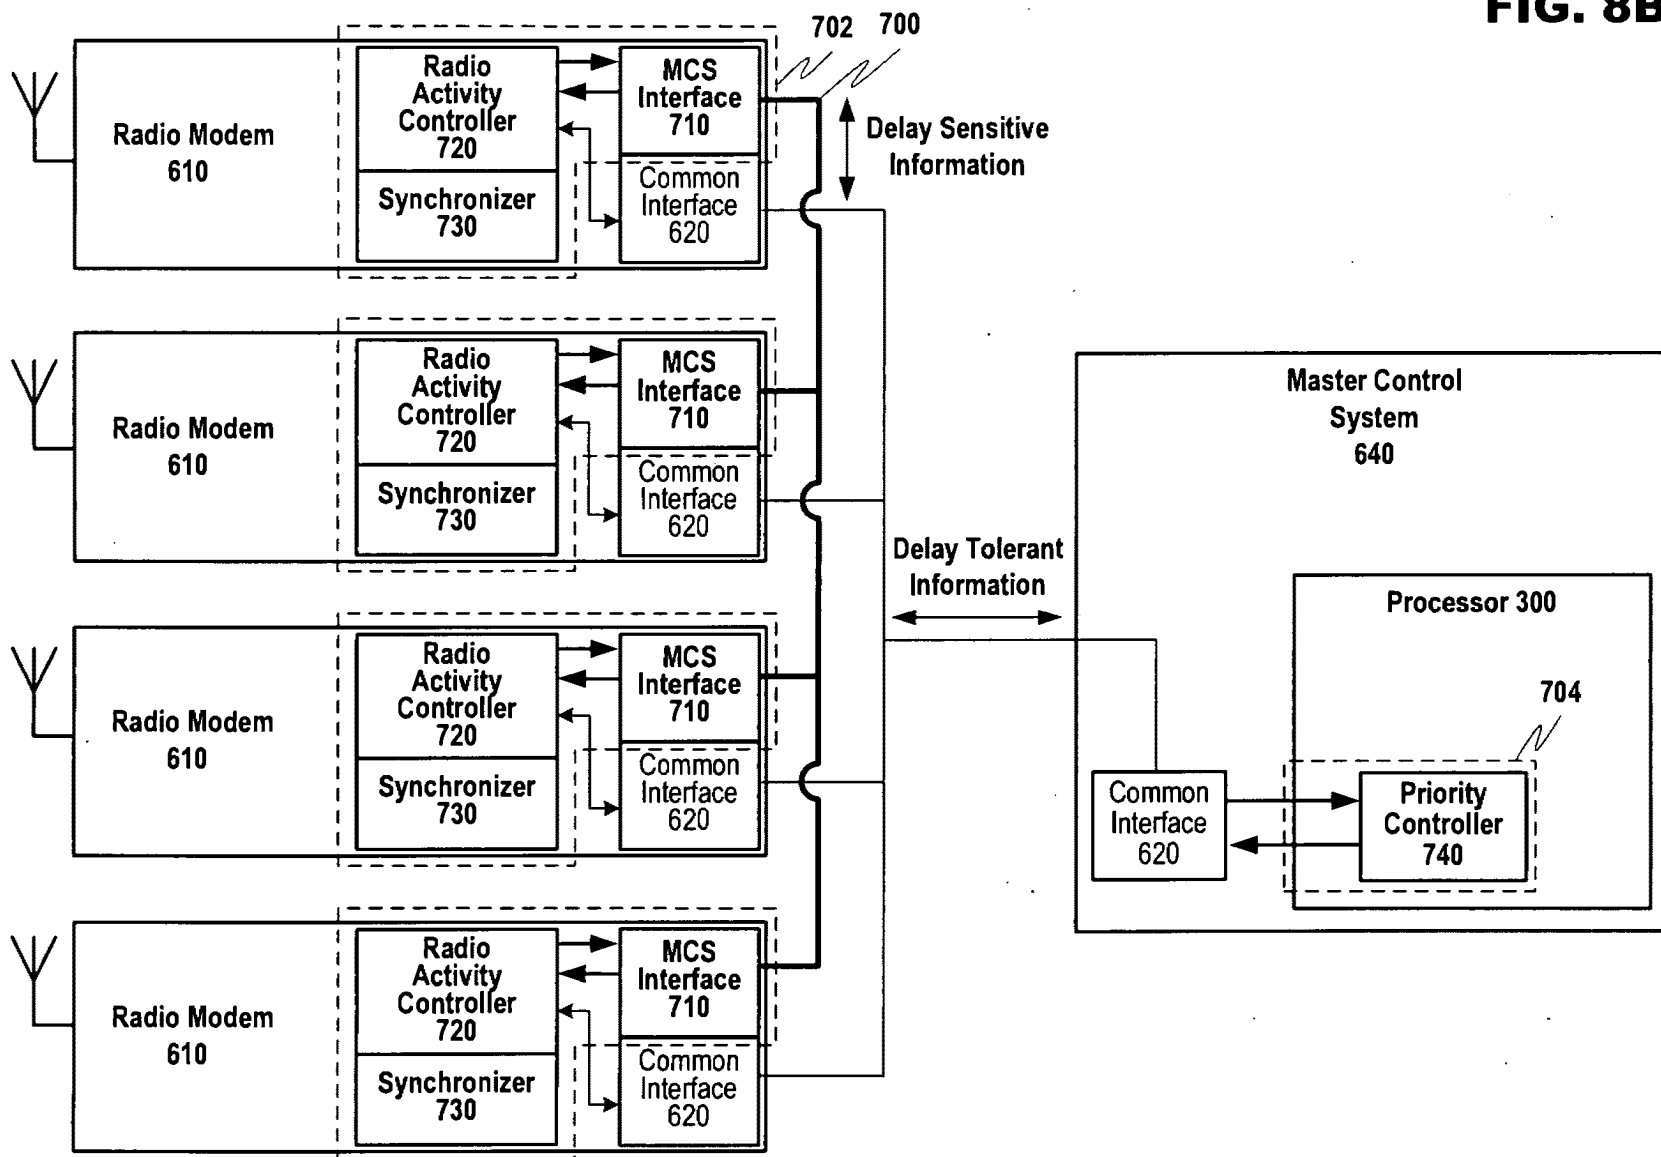 FIG. 8B
702 700
Radio Modem
610
Radio
Activity
Controller
720
Synchronizer
730
MCS
Interface
710
Common
Interface
620
Delay Sensitive
Information
Radio Modem
610
Radio
Activity
Controller
720
Synchronizer
730
MCS
Interface
710
Common
Interface
620
Radio Modem
610
Radio
Activity
Controller
720
Synchronizer
730
MCS
Interface
710
Common
Interface
620
Radio Modem
610
Radio
Activity
Controller
720
Synchronizer
730
MCS
Interface
710
Common
Interface
620
Delay Tolerant
Information
Master Control
System
640
Processor 300
704
Common
Interface
620
Priority
Controller
740